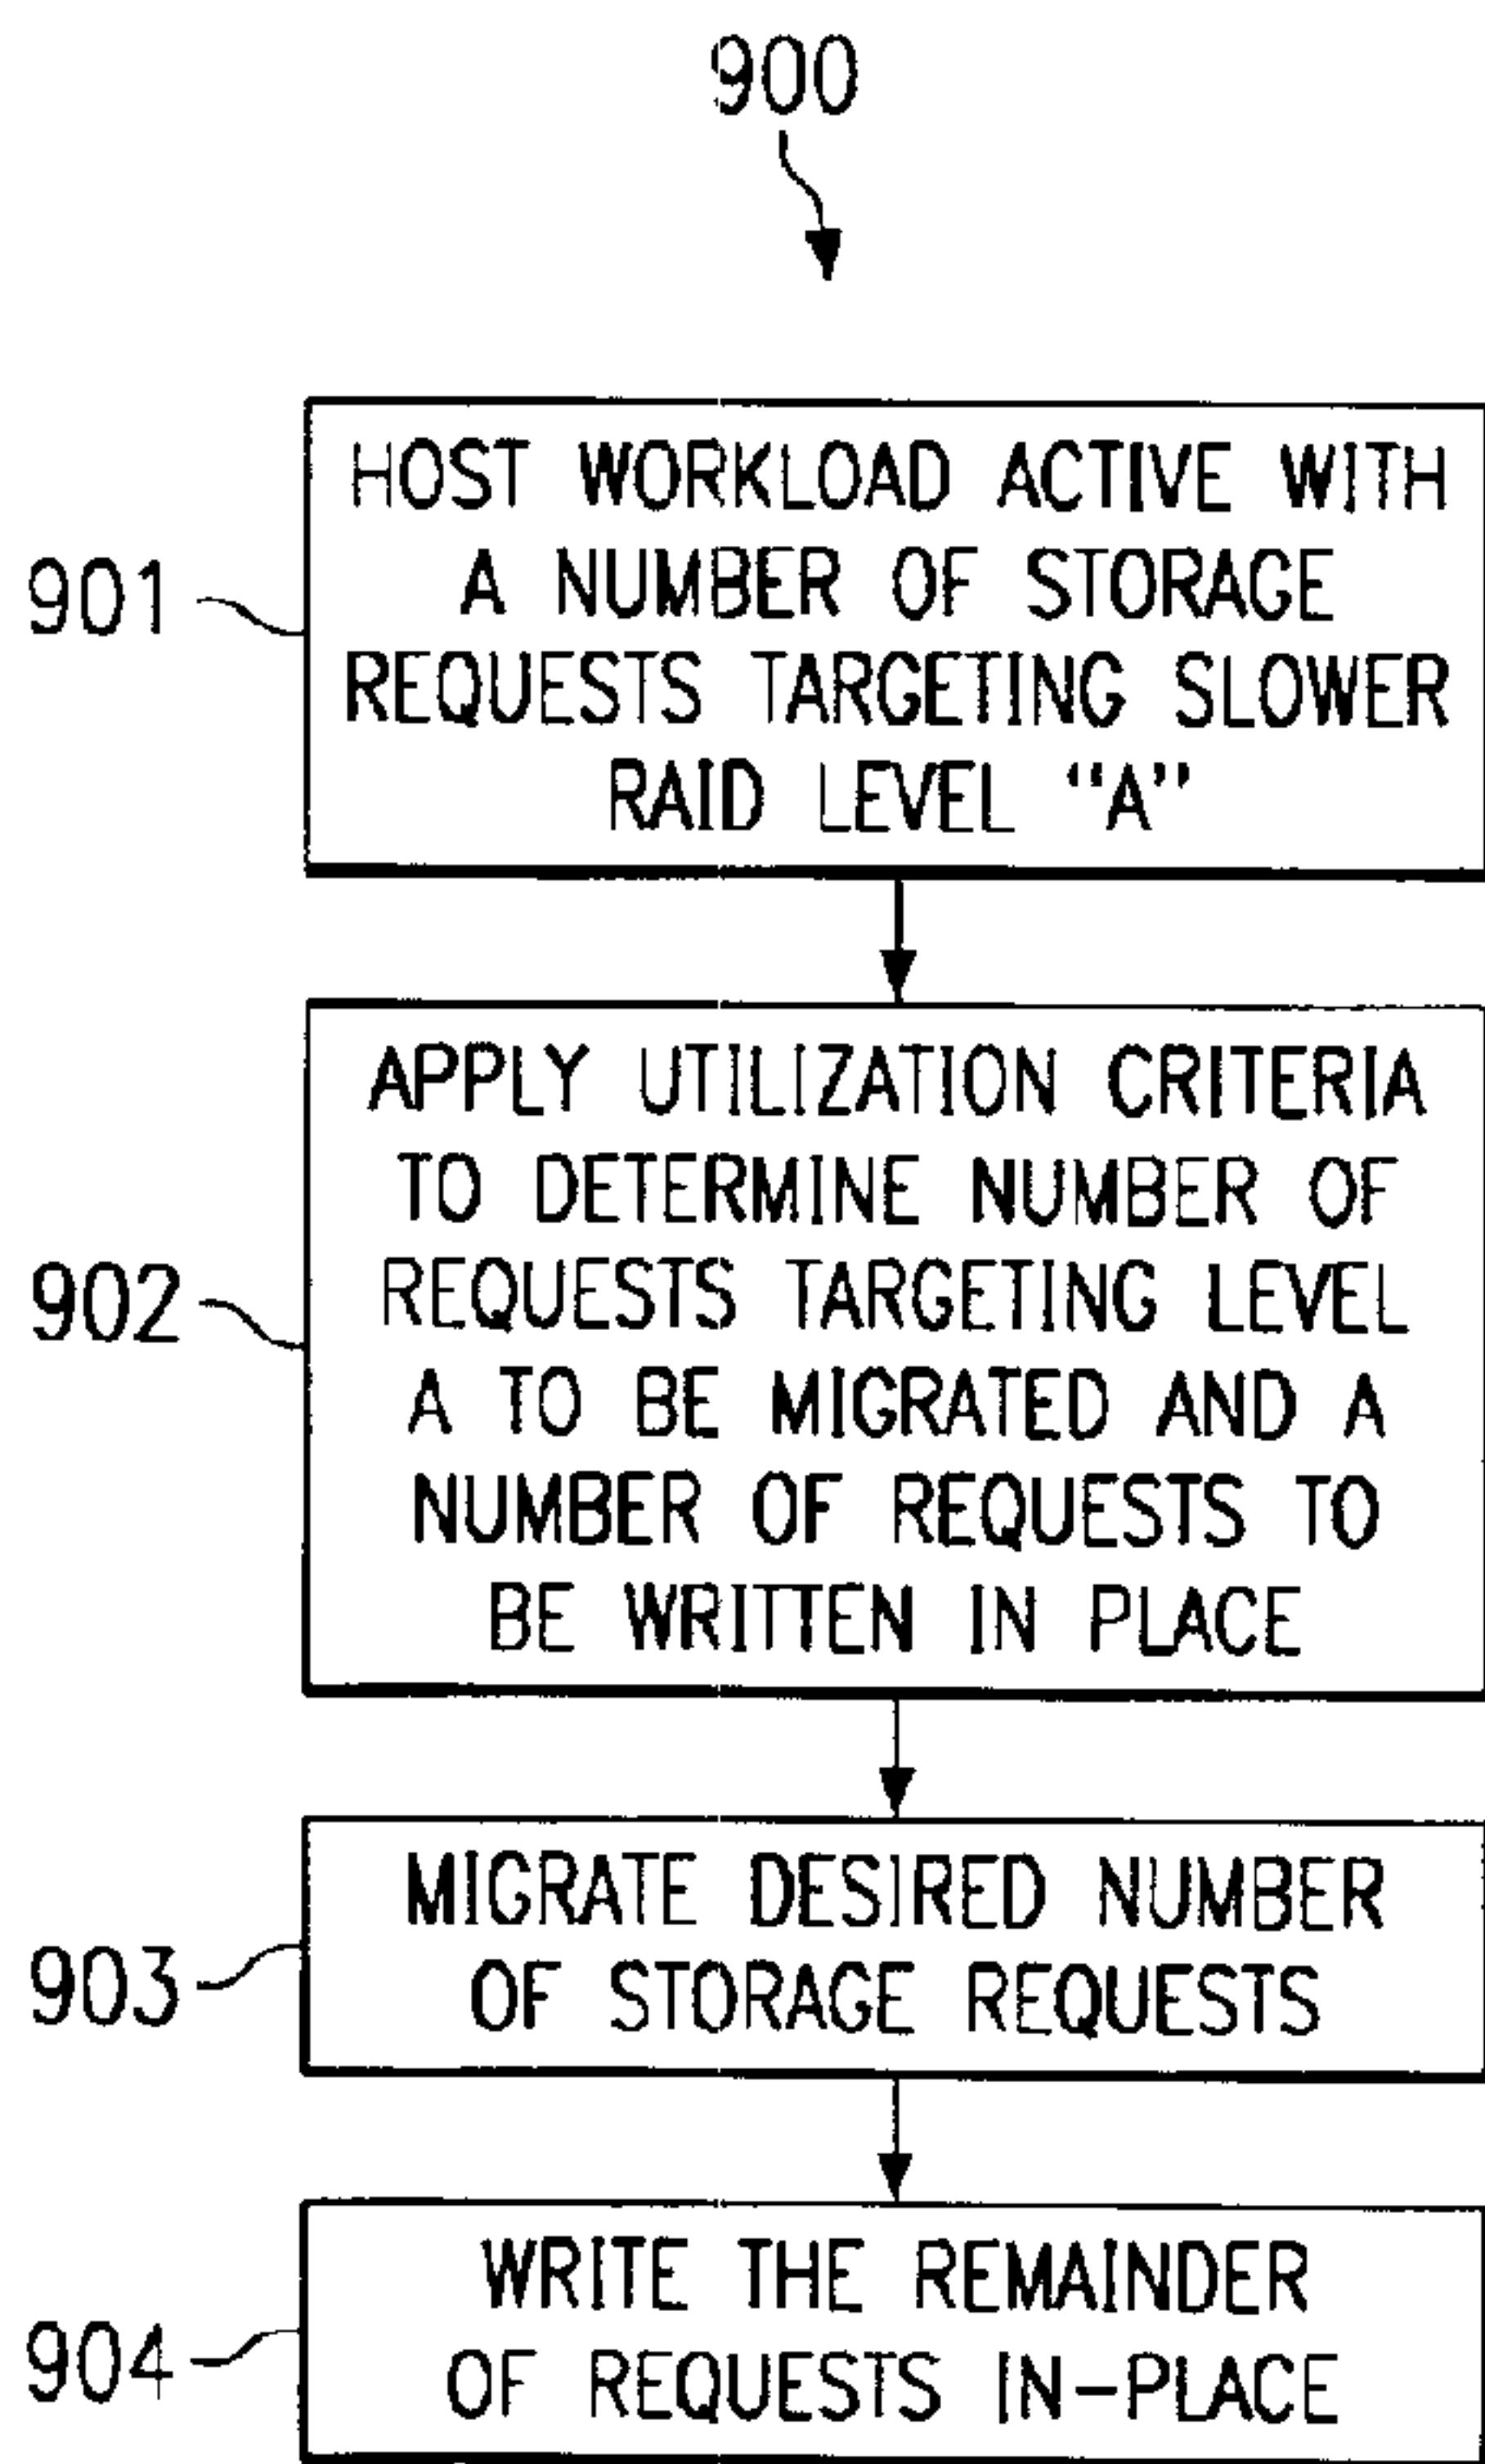 900
901
HOST WORKLOAD ACTIVE WITH
A NUMBER OF STORAGE
REQUESTS TARGETING SLOWER
RAID LEVEL “A”
902
APPLY UTILIZATION CRITERIA
TO DETERMINE NUMBER OF
REQUESTS TARGETING LEVEL
A TO BE MIGRATED AND A
NUMBER OF REQUESTS TO
BE WRITTEN IN PLACE
903
MIGRATE DESIRED NUMBER
OF STORAGE REQUESTS
904
WRITE THE REMAINDER
OF REQUESTS IN-PLACE